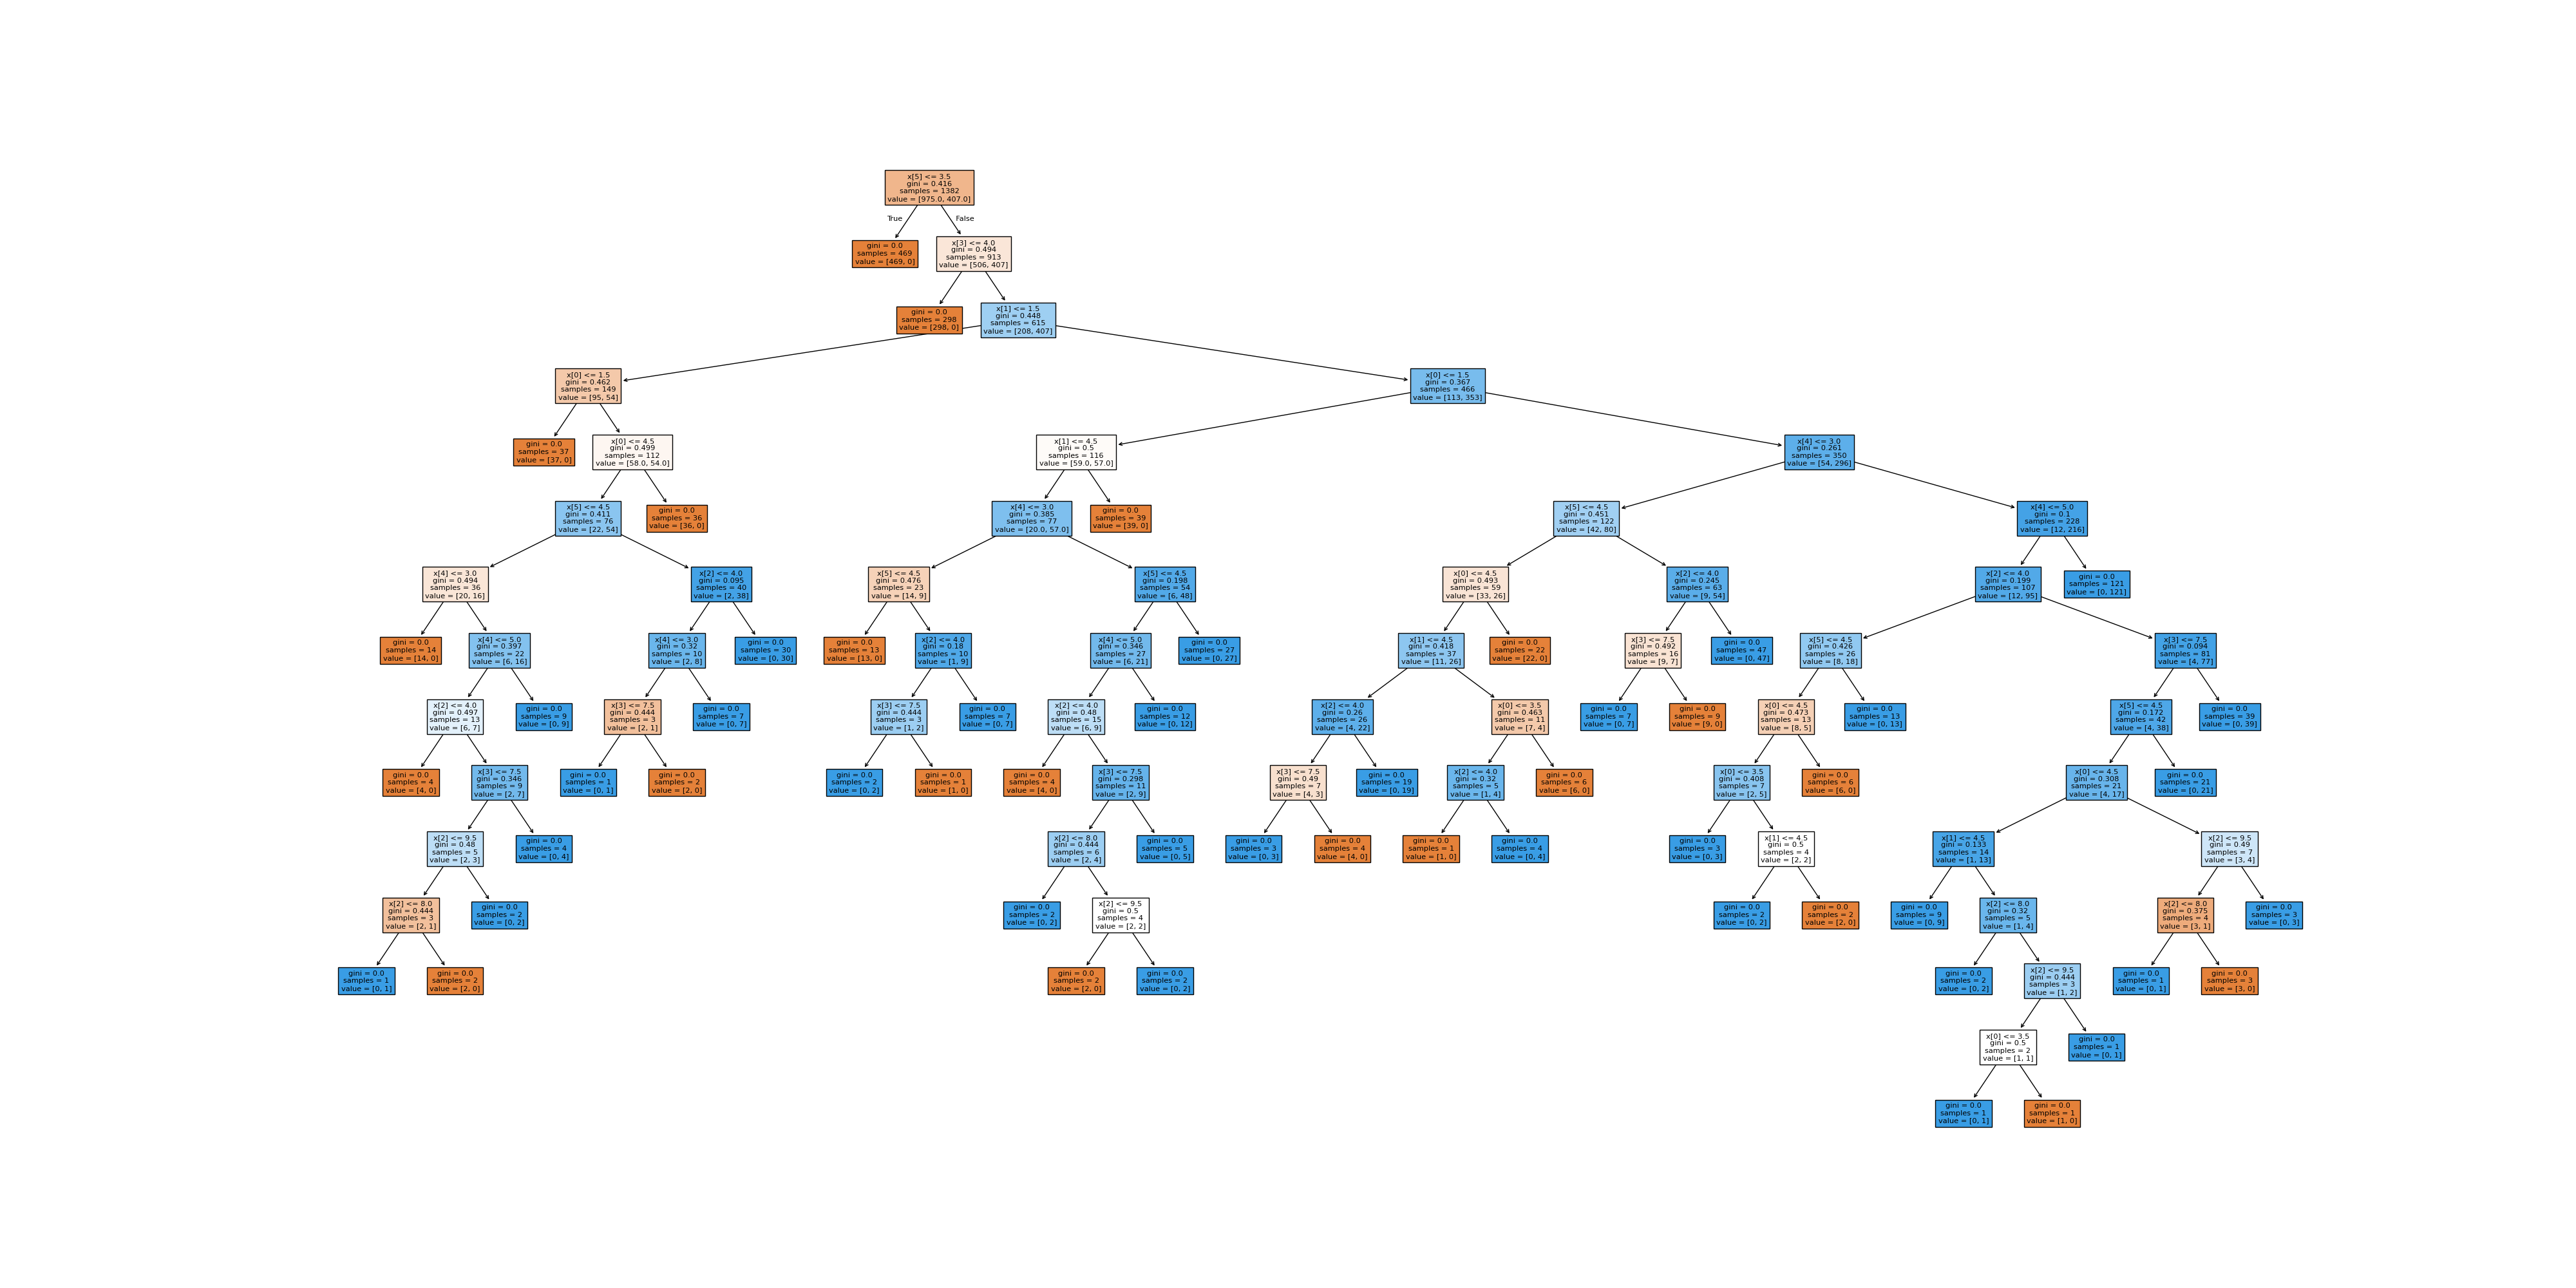 x[5] <= 3.5
gini = 0.416
samples = 1382
value = [975.0, 407.0]
True
False
gini = 0.0
samples = 469
value = [469, 0]
x[3] <= 4.0
gini = 0.494
samples = 913
value = [506, 407]
gini = 0.0
samples = 298
value = [298, 0]
x[1] <= 1.5
gini = 0.448
samples = 615
value = [208, 407]
x[0] <= 1.5
gini = 0.462
samples = 149
value = [95, 54]
x[0] <= 1.5
gini = 0.367
samples = 466
value = [113, 353]
gini = 0.0
samples = 37
value = [37, 0]
x[0] <= 4.5
gini = 0.499
samples = 112
value = [58.0, 54.0]
x[1] <= 4.5
gini = 0.5
samples = 116
value = [59.0, 57.0]
x[4] <= 3.0
gini = 0.261
samples = 350
value = [54, 296]
x[5] <= 4.5
gini = 0.411
samples = 76
value = [22, 54]
gini = 0.0
samples = 36
value = [36, 0]
x[4] <= 3.0
gini = 0.385
samples = 77
value = [20.0, 57.0]
gini = 0.0
samples = 39
value = [39, 0]
x[5] <= 4.5
gini = 0.451
samples = 122
value = [42, 80]
x[4] <= 5.0
gini = 0.1
samples = 228
value = [12, 216]
x[4] <= 3.0
gini = 0.494
samples = 36
value = [20, 16]
x[2] <= 4.0
gini = 0.095
samples = 40
value = [2, 38]
x[5] <= 4.5
gini = 0.476
samples = 23
value = [14, 9]
x[5] <= 4.5
gini = 0.198
samples = 54
value = [6, 48]
x[0] <= 4.5
gini = 0.493
samples = 59
value = [33, 26]
x[2] <= 4.0
gini = 0.245
samples = 63
value = [9, 54]
x[2] <= 4.0
gini = 0.199
samples = 107
value = [12, 95]
gini = 0.0
samples = 121
value = [0, 121]
gini = 0.0
samples = 14
value = [14, 0]
x[4] <= 5.0
gini = 0.397
samples = 22
value = [6, 16]
x[4] <= 3.0
gini = 0.32
samples = 10
value = [2, 8]
gini = 0.0
samples = 30
value = [0, 30]
gini = 0.0
samples = 13
value = [13, 0]
x[2] <= 4.0
gini = 0.18
samples = 10
value = [1, 9]
x[4] <= 5.0
gini = 0.346
samples = 27
value = [6, 21]
gini = 0.0
samples = 27
value = [0, 27]
x[1] <= 4.5
gini = 0.418
samples = 37
value = [11, 26]
gini = 0.0
samples = 22
value = [22, 0]
x[3] <= 7.5
gini = 0.492
samples = 16
value = [9, 7]
gini = 0.0
samples = 47
value = [0, 47]
x[5] <= 4.5
gini = 0.426
samples = 26
value = [8, 18]
x[3] <= 7.5
gini = 0.094
samples = 81
value = [4, 77]
x[2] <= 4.0
gini = 0.497
samples = 13
value = [6, 7]
gini = 0.0
samples = 9
value = [0, 9]
x[3] <= 7.5
gini = 0.444
samples = 3
value = [2, 1]
gini = 0.0
samples = 7
value = [0, 7]
x[3] <= 7.5
gini = 0.444
samples = 3
value = [1, 2]
gini = 0.0
samples = 7
value = [0, 7]
x[2] <= 4.0
gini = 0.48
samples = 15
value = [6, 9]
gini = 0.0
samples = 12
value = [0, 12]
x[2] <= 4.0
gini = 0.26
samples = 26
value = [4, 22]
x[0] <= 3.5
gini = 0.463
samples = 11
value = [7, 4]
gini = 0.0
samples = 7
value = [0, 7]
gini = 0.0
samples = 9
value = [9, 0]
x[0] <= 4.5
gini = 0.473
samples = 13
value = [8, 5]
gini = 0.0
samples = 13
value = [0, 13]
x[5] <= 4.5
gini = 0.172
samples = 42
value = [4, 38]
gini = 0.0
samples = 39
value = [0, 39]
gini = 0.0
samples = 4
value = [4, 0]
x[3] <= 7.5
gini = 0.346
samples = 9
value = [2, 7]
gini = 0.0
samples = 1
value = [0, 1]
gini = 0.0
samples = 2
value = [2, 0]
gini = 0.0
samples = 2
value = [0, 2]
gini = 0.0
samples = 1
value = [1, 0]
gini = 0.0
samples = 4
value = [4, 0]
x[3] <= 7.5
gini = 0.298
samples = 11
value = [2, 9]
x[3] <= 7.5
gini = 0.49
samples = 7
value = [4, 3]
gini = 0.0
samples = 19
value = [0, 19]
x[2] <= 4.0
gini = 0.32
samples = 5
value = [1, 4]
gini = 0.0
samples = 6
value = [6, 0]
x[0] <= 3.5
gini = 0.408
samples = 7
value = [2, 5]
gini = 0.0
samples = 6
value = [6, 0]
x[0] <= 4.5
gini = 0.308
samples = 21
value = [4, 17]
gini = 0.0
samples = 21
value = [0, 21]
x[2] <= 9.5
gini = 0.48
samples = 5
value = [2, 3]
gini = 0.0
samples = 4
value = [0, 4]
x[2] <= 8.0
gini = 0.444
samples = 6
value = [2, 4]
gini = 0.0
samples = 5
value = [0, 5]
gini = 0.0
samples = 3
value = [0, 3]
gini = 0.0
samples = 4
value = [4, 0]
gini = 0.0
samples = 1
value = [1, 0]
gini = 0.0
samples = 4
value = [0, 4]
gini = 0.0
samples = 3
value = [0, 3]
x[1] <= 4.5
gini = 0.5
samples = 4
value = [2, 2]
x[1] <= 4.5
gini = 0.133
samples = 14
value = [1, 13]
x[2] <= 9.5
gini = 0.49
samples = 7
value = [3, 4]
x[2] <= 8.0
gini = 0.444
samples = 3
value = [2, 1]
gini = 0.0
samples = 2
value = [0, 2]
gini = 0.0
samples = 2
value = [0, 2]
x[2] <= 9.5
gini = 0.5
samples = 4
value = [2, 2]
gini = 0.0
samples = 2
value = [0, 2]
gini = 0.0
samples = 2
value = [2, 0]
gini = 0.0
samples = 9
value = [0, 9]
x[2] <= 8.0
gini = 0.32
samples = 5
value = [1, 4]
x[2] <= 8.0
gini = 0.375
samples = 4
value = [3, 1]
gini = 0.0
samples = 3
value = [0, 3]
gini = 0.0
samples = 1
value = [0, 1]
gini = 0.0
samples = 2
value = [2, 0]
gini = 0.0
samples = 2
value = [2, 0]
gini = 0.0
samples = 2
value = [0, 2]
gini = 0.0
samples = 2
value = [0, 2]
x[2] <= 9.5
gini = 0.444
samples = 3
value = [1, 2]
gini = 0.0
samples = 1
value = [0, 1]
gini = 0.0
samples = 3
value = [3, 0]
x[0] <= 3.5
gini = 0.5
samples = 2
value = [1, 1]
gini = 0.0
samples = 1
value = [0, 1]
gini = 0.0
samples = 1
value = [0, 1]
gini = 0.0
samples = 1
value = [1, 0]